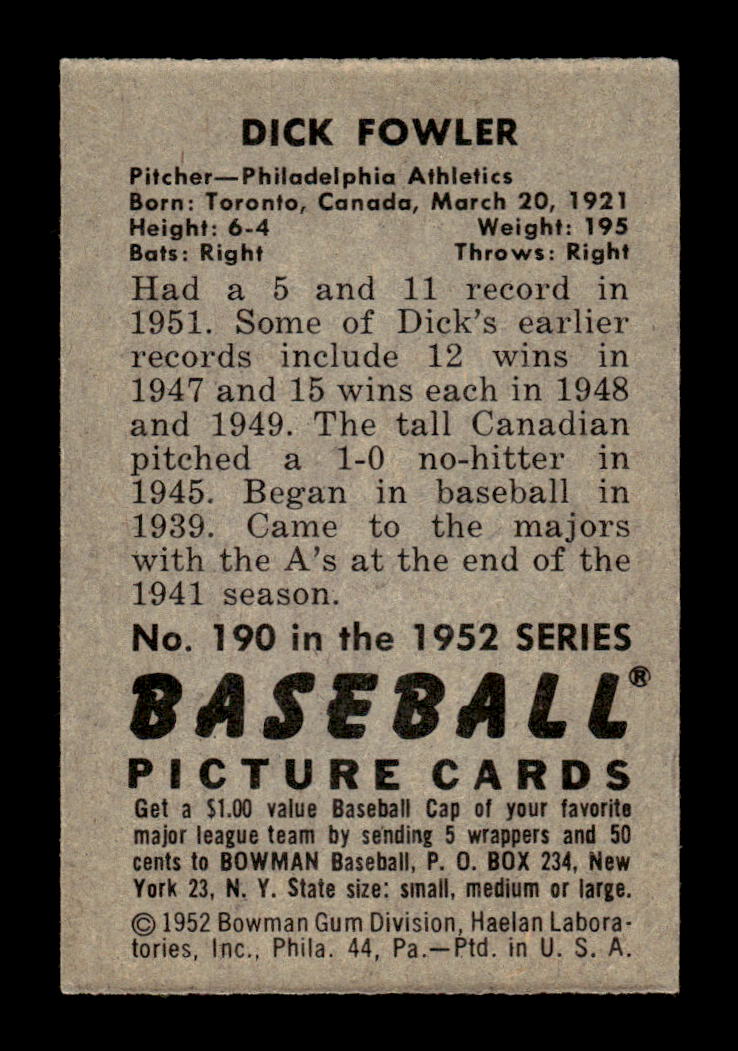 DICK FOWLER
Pitcher—Philadelphia Athletics
Born: Toronto, Canada, March 20, 1921
Height: 6-4 Weight: 195
Bats: Right Throws: Right
Had a 5 and 11 record in
1951. Some of Dick's earlier
records include 12 wins in
1947 and 15 wins each in 1948
and 1949. The tall Canadian
pitched a 1-0 no-hitter in
1945. Began in baseball in
1939. Came to the majors
with the A's at the end of the
1941 season.
No. 190 in the 1952 SERIES
BASEBALL®
PICTURE CARDS
Get a $1.00 value Baseball Cap of your favorite
major league team by sending 5 wrappers and 50
cents to BOWMAN Baseball, P. O. BOX 234, New
York 23, N. Y. State size: small, medium or large.
© 1952 Bowman Gum Division, Haelan Labora-
tories, Inc., Phila. 44, Pa.—Ptd. in U. S. A.